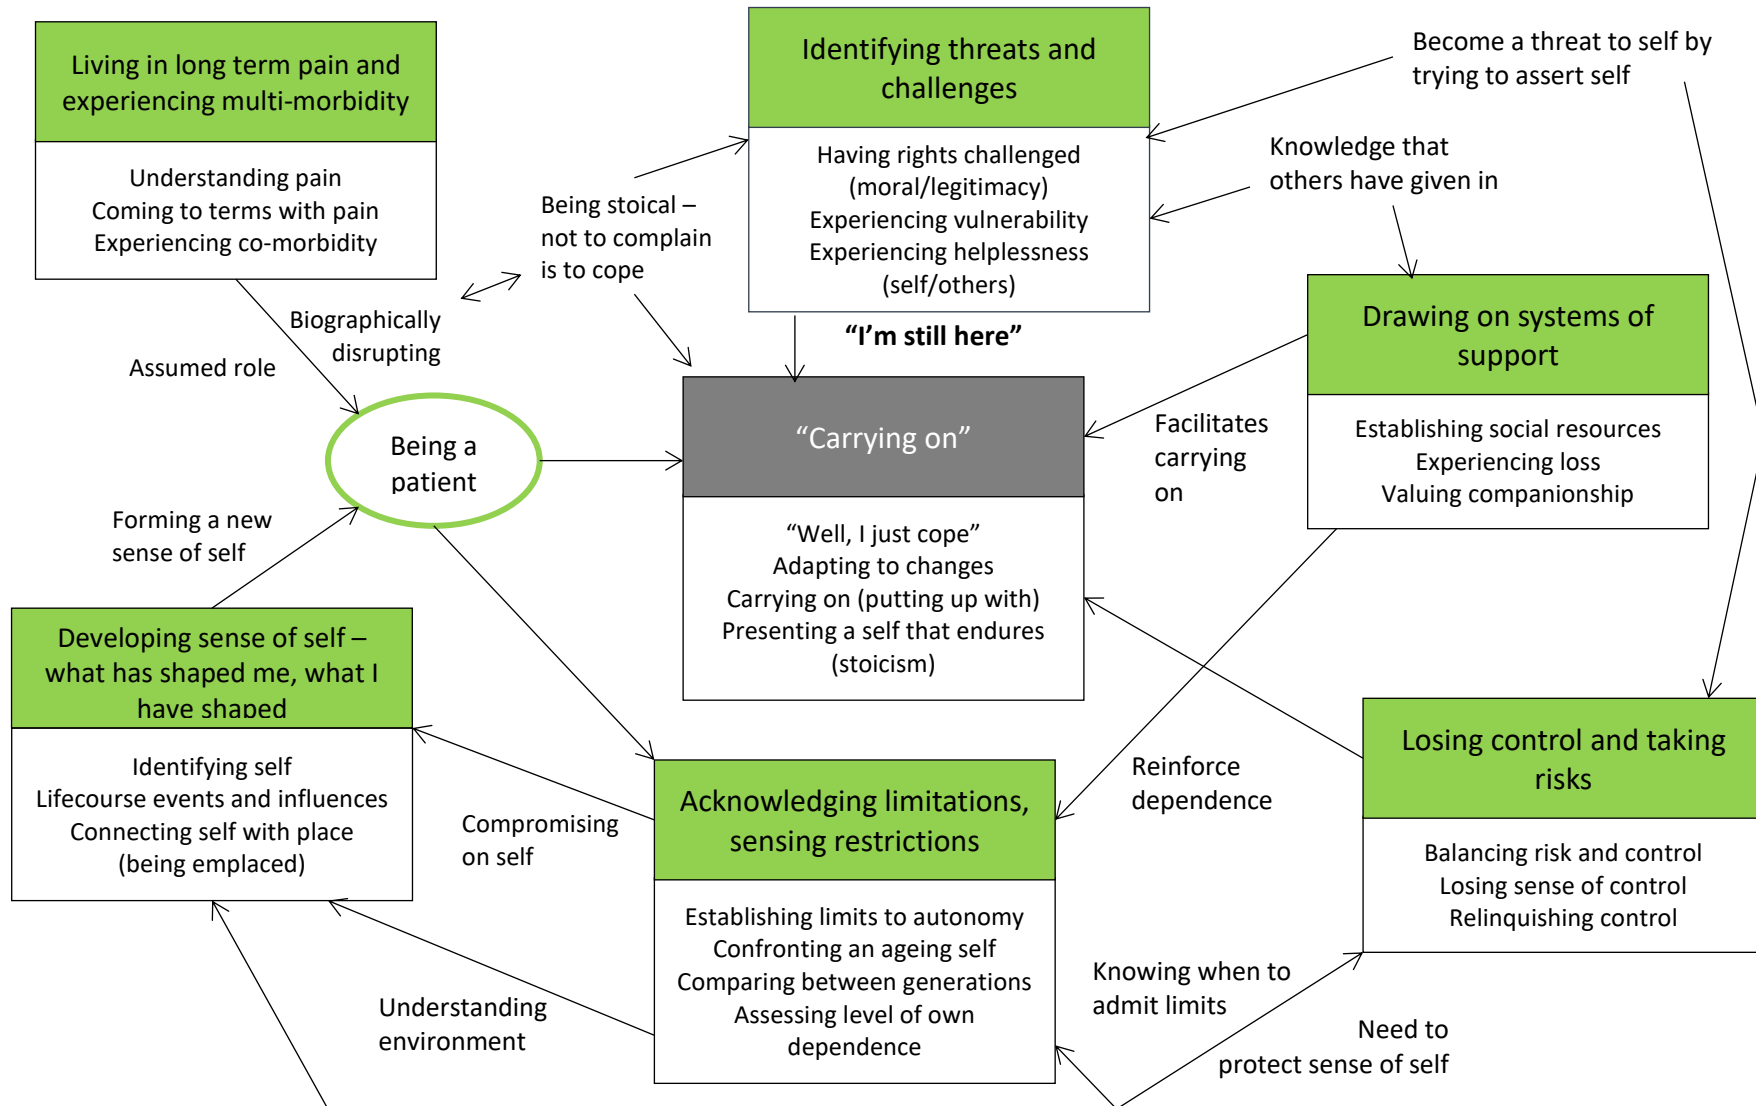 Living in long term pain and
experiencing multi-morbidity
Understanding pain
Coming to terms with pain
Experiencing co-morbidity
Identifying threats and
challenges
Having rights challenged
(moral/legitimacy)
Experiencing vulnerability
Experiencing helplessness
(self/others)
Become a threat to self by
trying to assert self
Knowledge that
others have given in
Being stoical –
not to complain
is to cope
Biographically
disrupting
Assumed role
“I’m still here”
Drawing on systems of
support
Establishing social resources
Experiencing loss
Valuing companionship
Being a
patient
“Carrying on”
“Well, I just cope”
Adapting to changes
Carrying on (putting up with)
Presenting a self that endures
(stoicism)
Facilitates
carrying
on
Forming a new
sense of self
Developing sense of self –
what has shaped me, what I
have shaped
Identifying self
Lifecourse events and influences
Connecting self with place
(being emplaced)
Compromising
on self
Understanding
environment
Acknowledging limitations,
sensing restrictions
Establishing limits to autonomy
Confronting an ageing self
Comparing between generations
Assessing level of own
dependence
Reinforce
dependence
Losing control and taking
risks
Balancing risk and control
Losing sense of control
Relinquishing control
Knowing when to
admit limits
Need to
protect sense of self